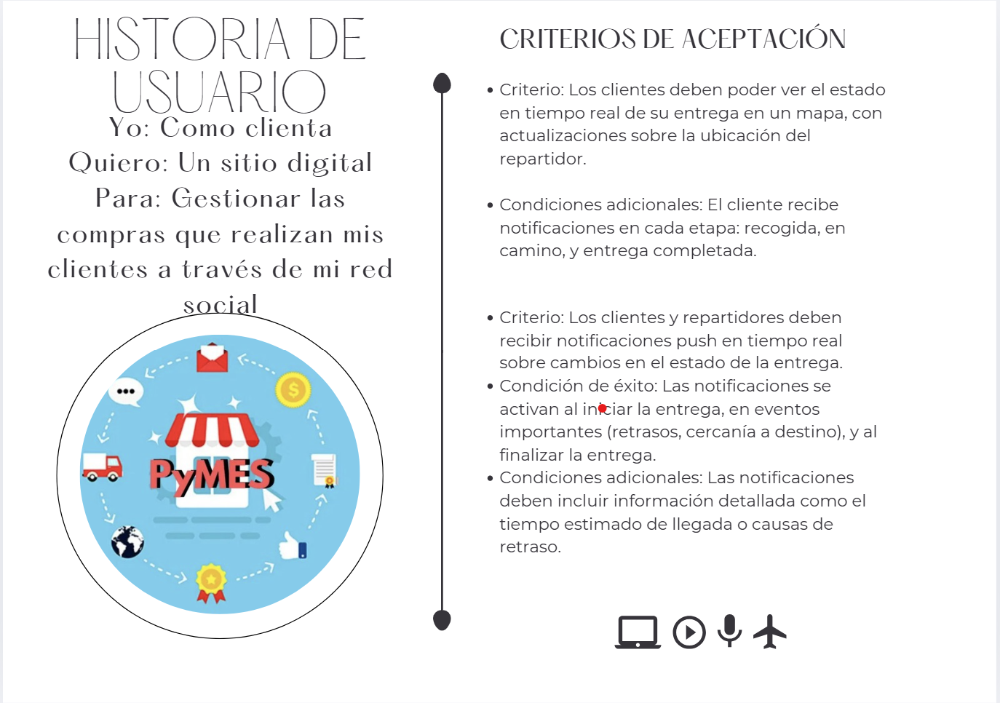 HISTORIA DE
USUARIO
Yo: Como clienta
Quiero: Un sitio digital
Para: Gestionar las
compras que realizan mis
clientes a través de mi red
social
PyMES
CRITERIOS DE ACEPTACIÓN
• Criterio: Los clientes deben poder ver el estado
en tiempo real de su entrega en un mapa, con
actualizaciones sobre la ubicación del
repartidor.
• Condiciones adicionales: El cliente recibe
notificaciones en cada etapa: recogida, en
camino, y entrega completada.
• Criterio: Los clientes y repartidores deben
recibir notificaciones push en tiempo real
sobre cambios en el estado de la entrega.
• Condición de éxito: Las notificaciones se
activan al iniciar la entrega, en eventos
importantes (retrasos, cercanía a destino), y al
finalizar la entrega.
• Condiciones adicionales: Las notificaciones
deben incluir información detallada como el
tiempo estimado de llegada o causas de
retraso.